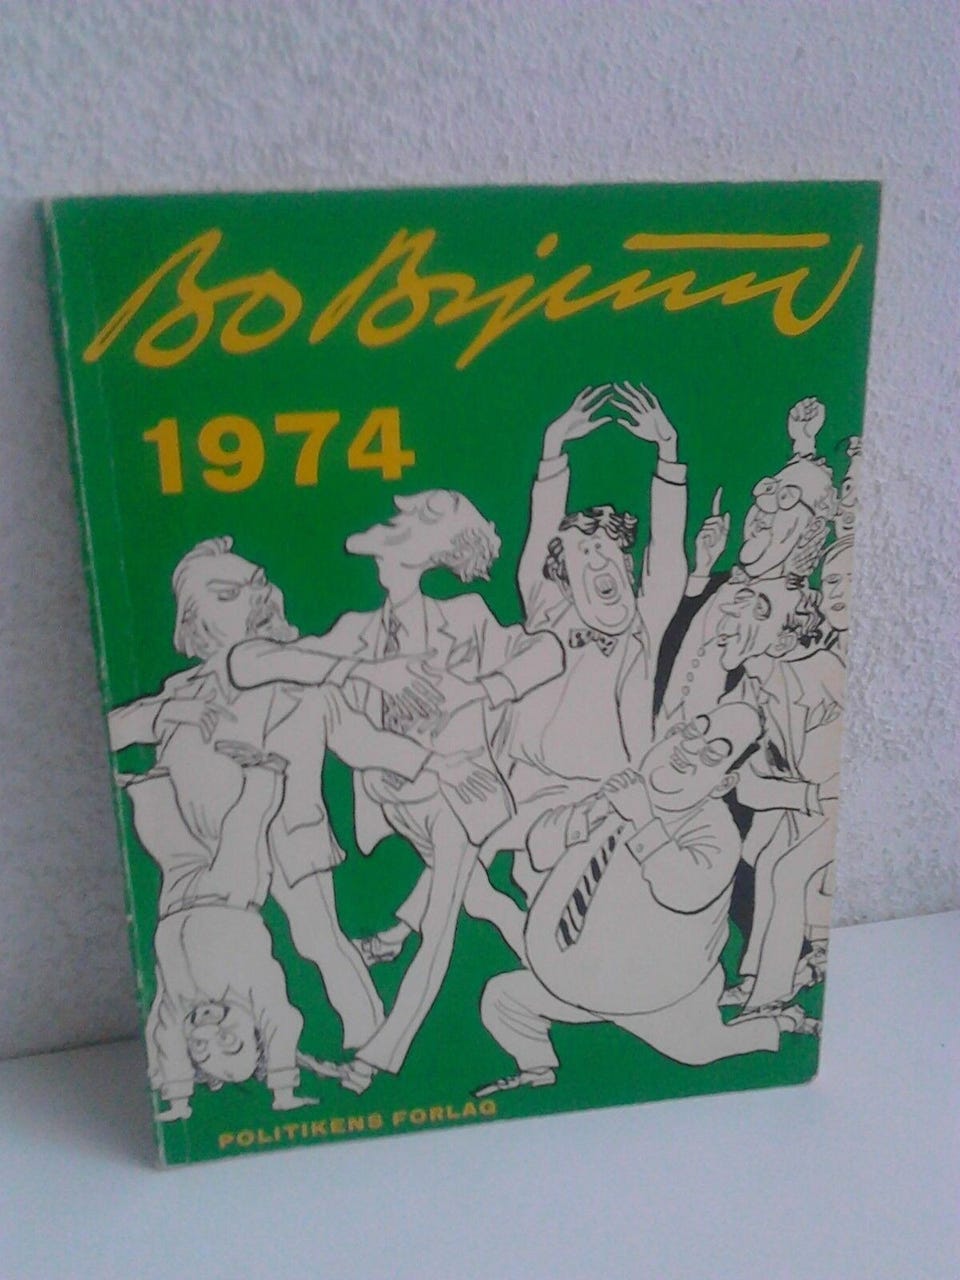 Bo Bojesen
1974
POLITIKENS FORLAG